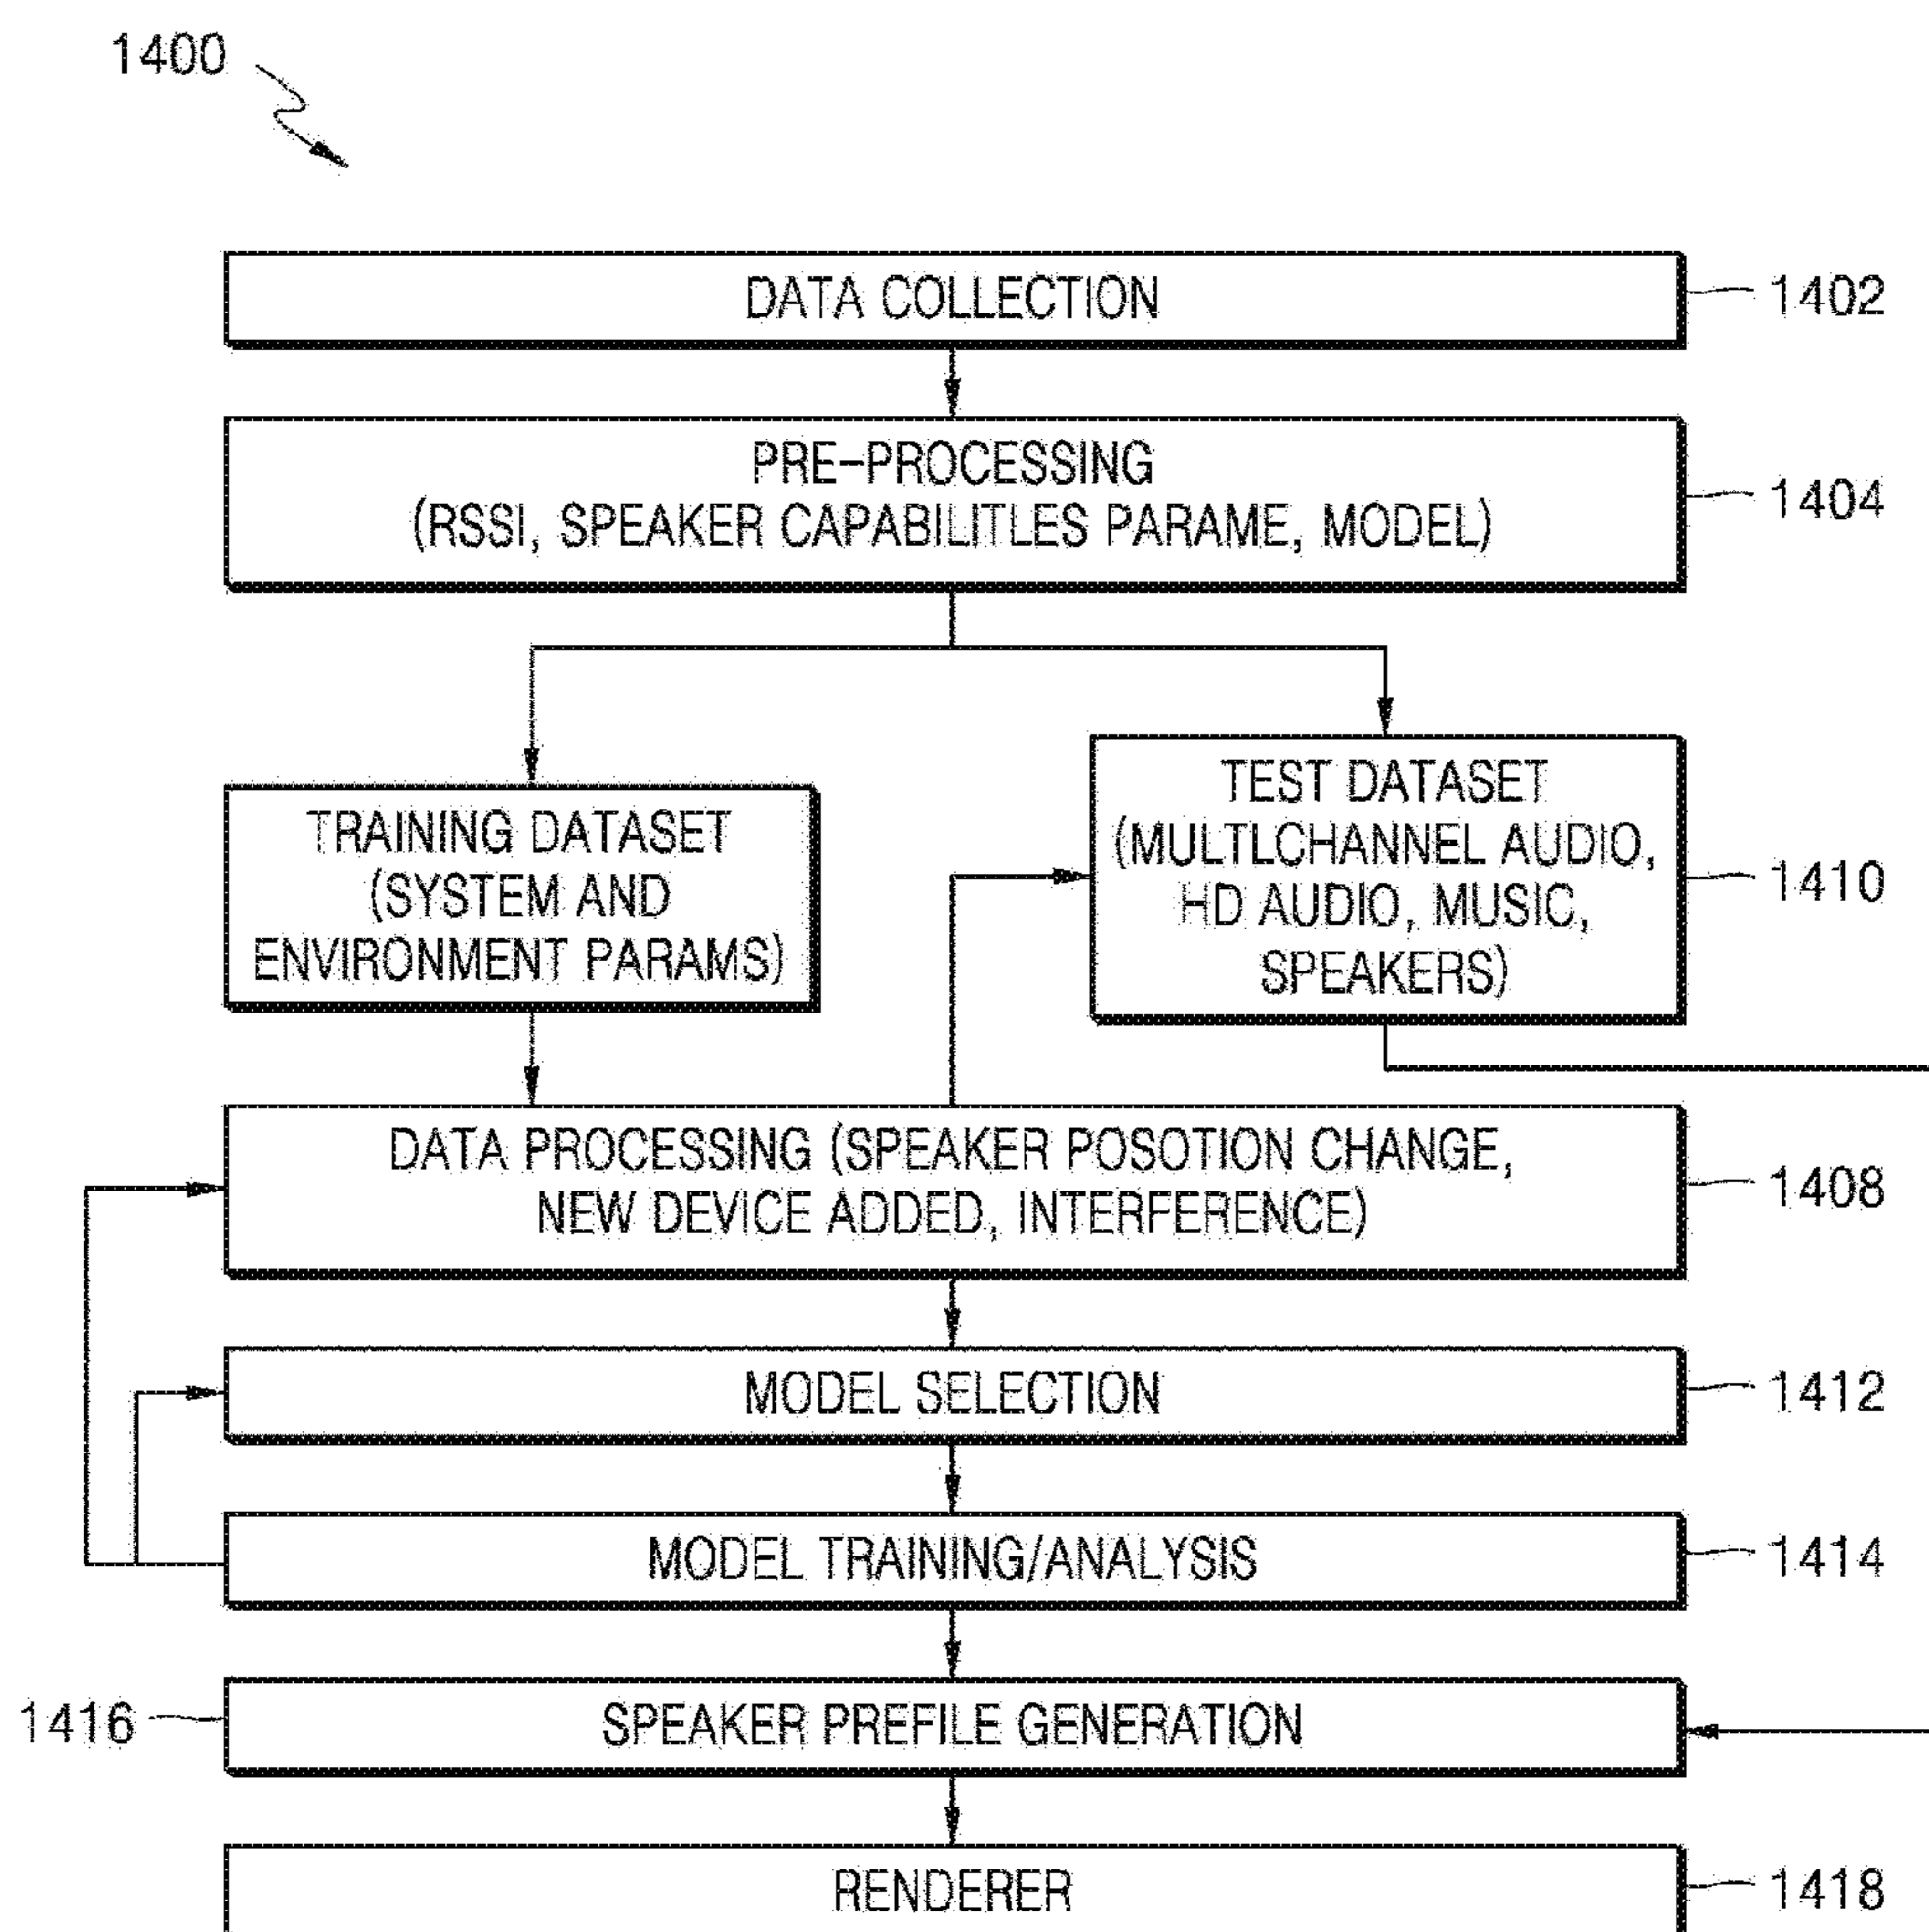 1400
DATA COLLECTION
1402
PRE-PROCESSING
(RSSI, SPEAKER CAPABILITLES PARAME, MODEL)
1404
TRAINING DATASET
(SYSTEM AND
ENVIRONMENT PARAMS)
TEST DATASET
(MULTLCHANNEL AUDIO,
HD AUDIO, MUSIC,
SPEAKERS)
1410
DATA PROCESSING (SPEAKER POSOTION CHANGE,
NEW DEVICE ADDED, INTERFERENCE)
1408
MODEL SELECTION
1412
MODEL TRAINING/ANALYSIS
1414
1416
SPEAKER PREFILE GENERATION
RENDERER
1418